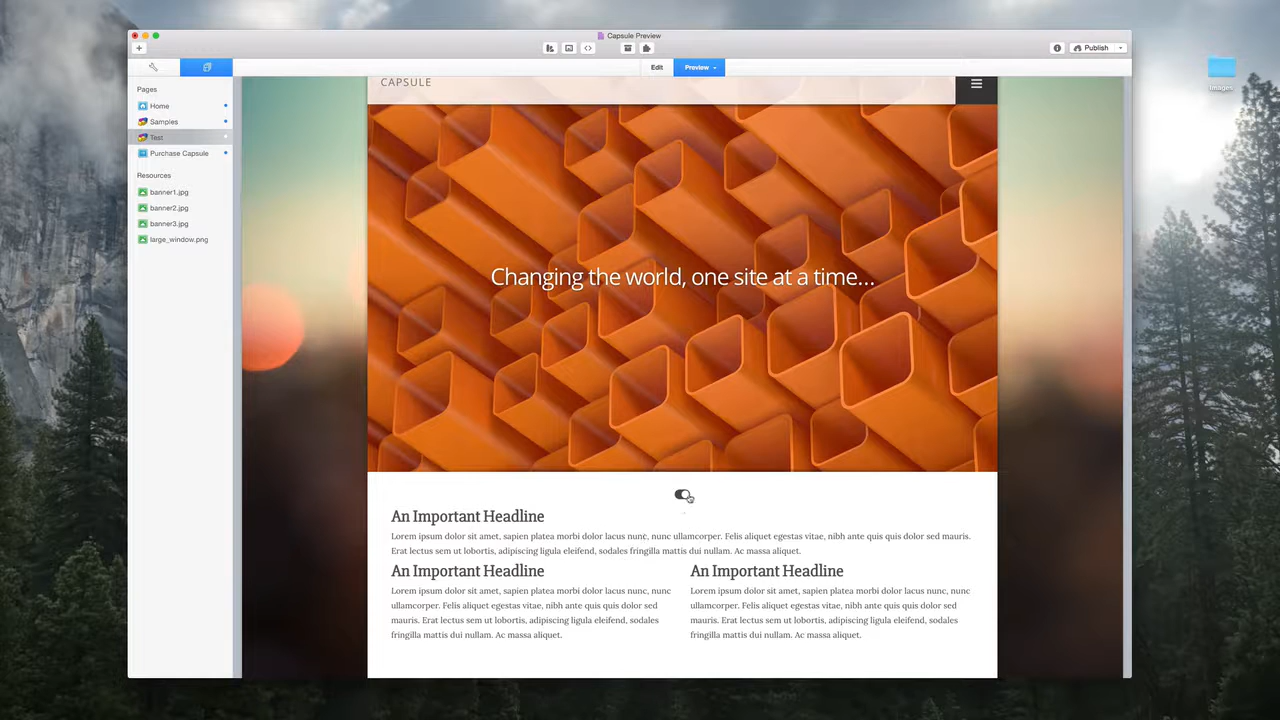 Capsule Preview
Publish
Edit
Preview
Pages
Home
Samples
Test
Purchase Capsule
Resources
banner1.jpg
banner2.jpg
banner3.jpg
large_window.png
Images
CAPSULE
Changing the world, one site at a time...
An Important Headline
Lorem ipsum dolor sit amet, sapien platea morbi dolor lacus nunc, nunc ullamcorper. Felis aliquet egestas vitae, nibh ante quis quis dolor sed mauris.
Erat lectus sem ut lobortis, adipiscing ligula eleifend, sodales fringilla mattis dui nullam. Ac massa aliquet.
An Important Headline
Lorem ipsum dolor sit amet, sapien platea morbi dolor lacus nunc, nunc
ullamcorper. Felis aliquet egestas vitae, nibh ante quis quis dolor sed
mauris. Erat lectus sem ut lobortis, adipiscing ligula eleifend, sodales
fringilla mattis dui nullam. Ac massa aliquet.
An Important Headline
Lorem ipsum dolor sit amet, sapien platea morbi dolor lacus nunc, nunc
ullamcorper. Felis aliquet egestas vitae, nibh ante quis quis dolor sed
mauris. Erat lectus sem ut lobortis, adipiscing ligula eleifend, sodales
fringilla mattis dui nullam. Ac massa aliquet.